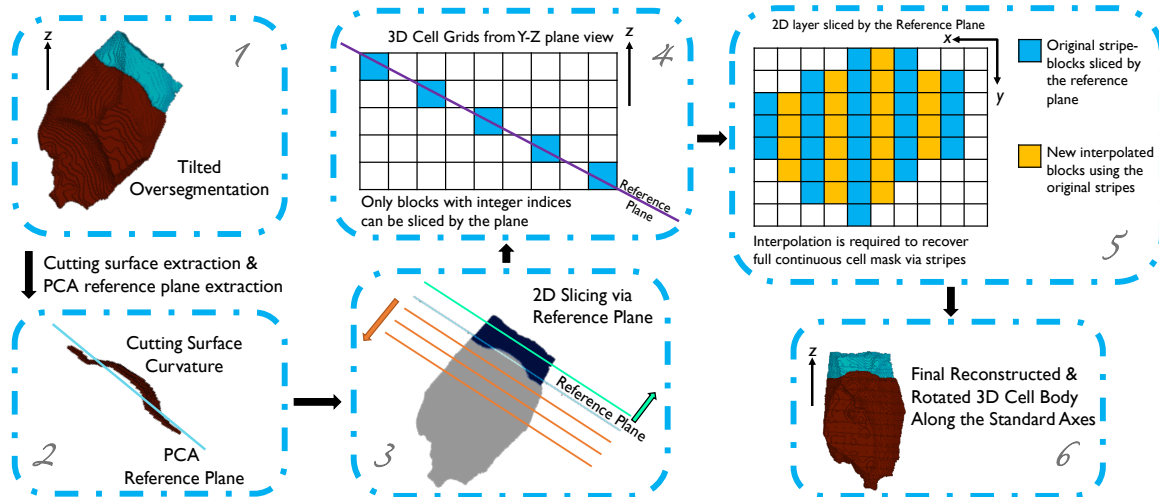 1
z
Tilted
Oversegmentation
Cutting surface extraction &
PCA reference plane extraction
Cutting Surface
Curvature
PCA
Reference Plane
2
2D Slicing via
Reference Plane
Reference Plane
3
3D Cell Grids from Y-Z plane view
z
4
Reference
Plane
Only blocks with integer indices
can be sliced by the plane
2D layer sliced by the Reference Plane
x
y
Original stripe-
blocks sliced by
the reference
plane
New interpolated
blocks using the
original stripes
Interpolation is required to recover
full continuous cell mask via stripes
5
z
Final Reconstructed &
Rotated 3D Cell Body
Along the Standard Axes
6